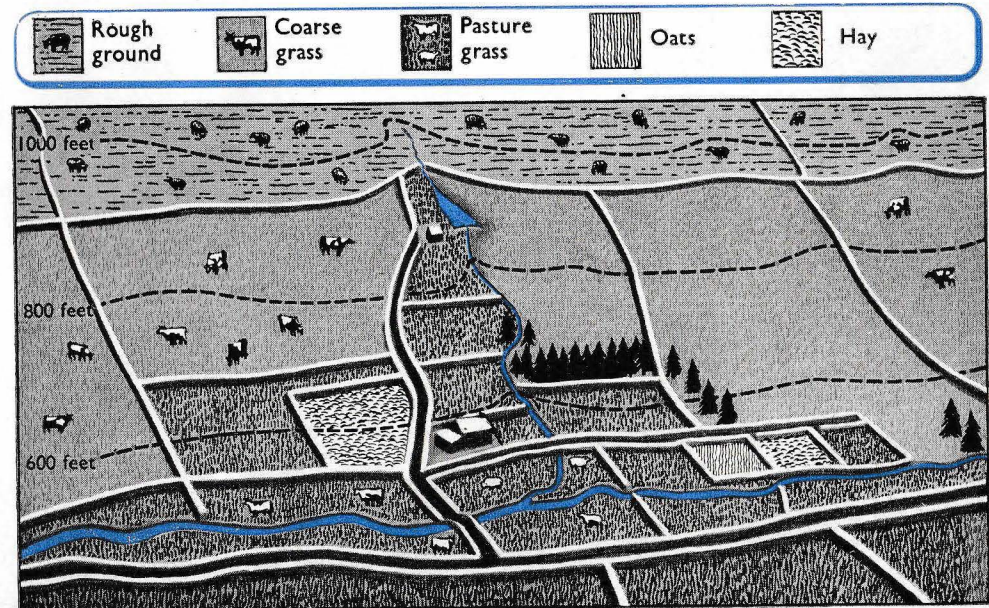 Rough
ground
Coarse
grass
Pasture
grass
Oats
Hay
1000 feet
800 feet
600 feet